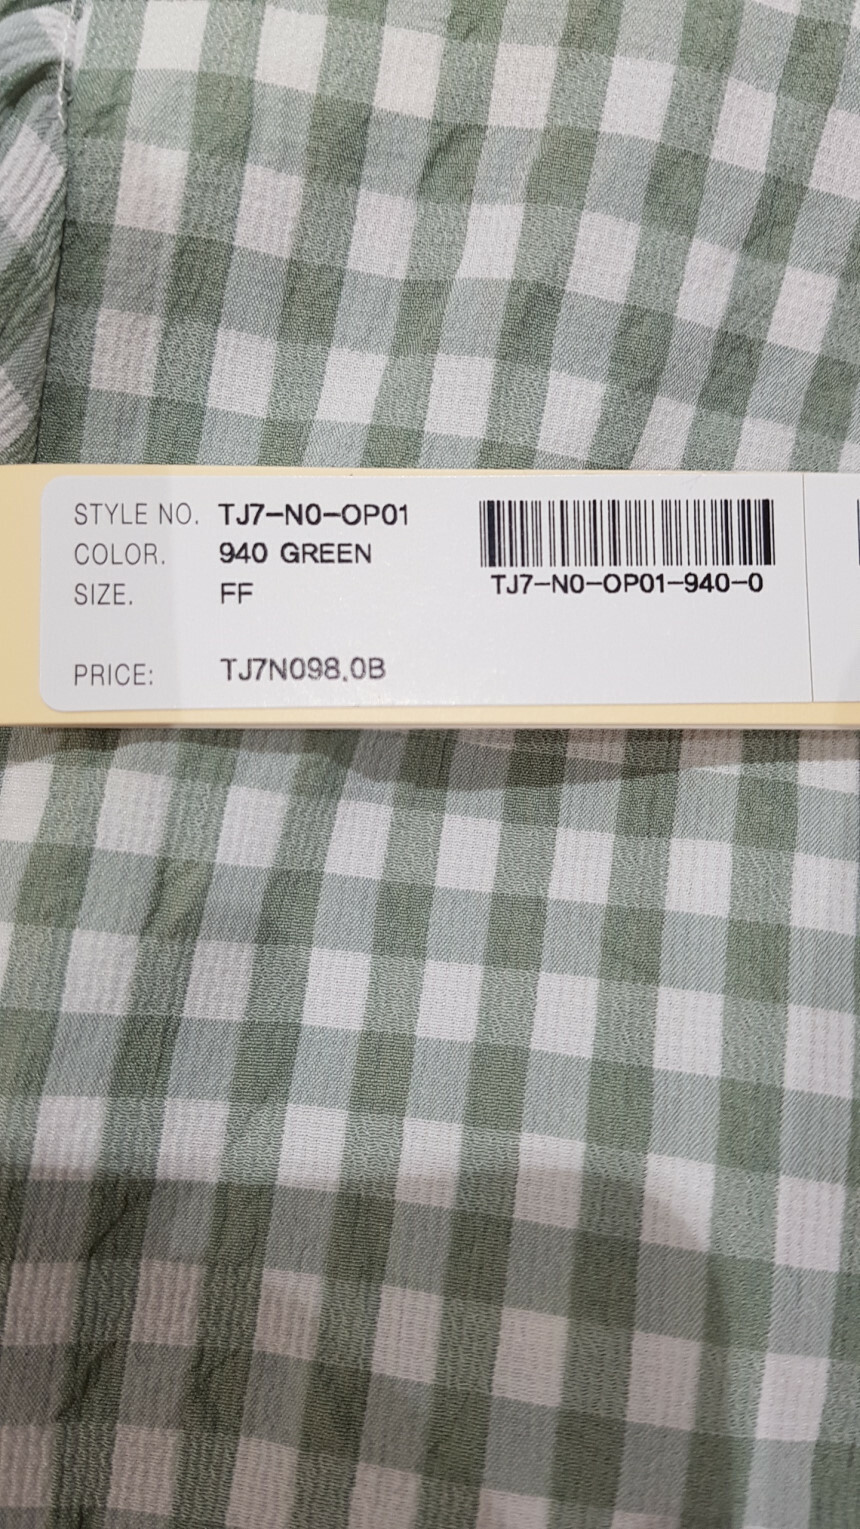 STYLE NO. TJ7-N0-OP01
COLOR. 940 GREEN
SIZE. FF
PRICE: TJ7N098.0B
TJ7-N0-OP01-940-0